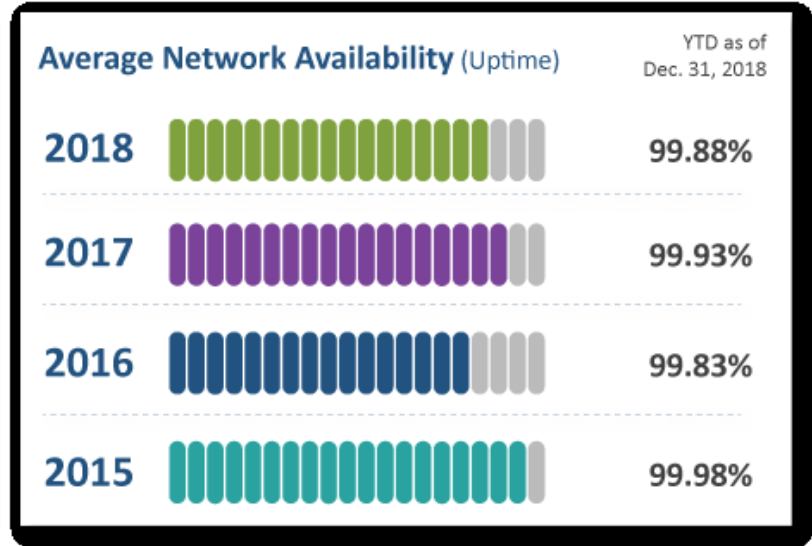 Average Network Availability (Uptime)
YTD as of
Dec. 31, 2018
2018 99.88%
2017 99.93%
2016 99.83%
2015 99.98%